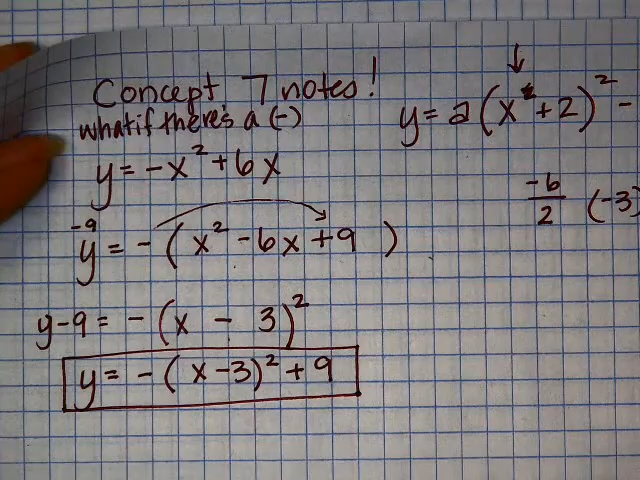 Concept 7 notes!
what if there's a (-)
y = -x² + 6x
-9
y = -(x² - 6x + 9)
y-9 = -(x - 3)²
y = -(x-3)² + 9
y = a(x + 2)² -
-6/2 (-3)